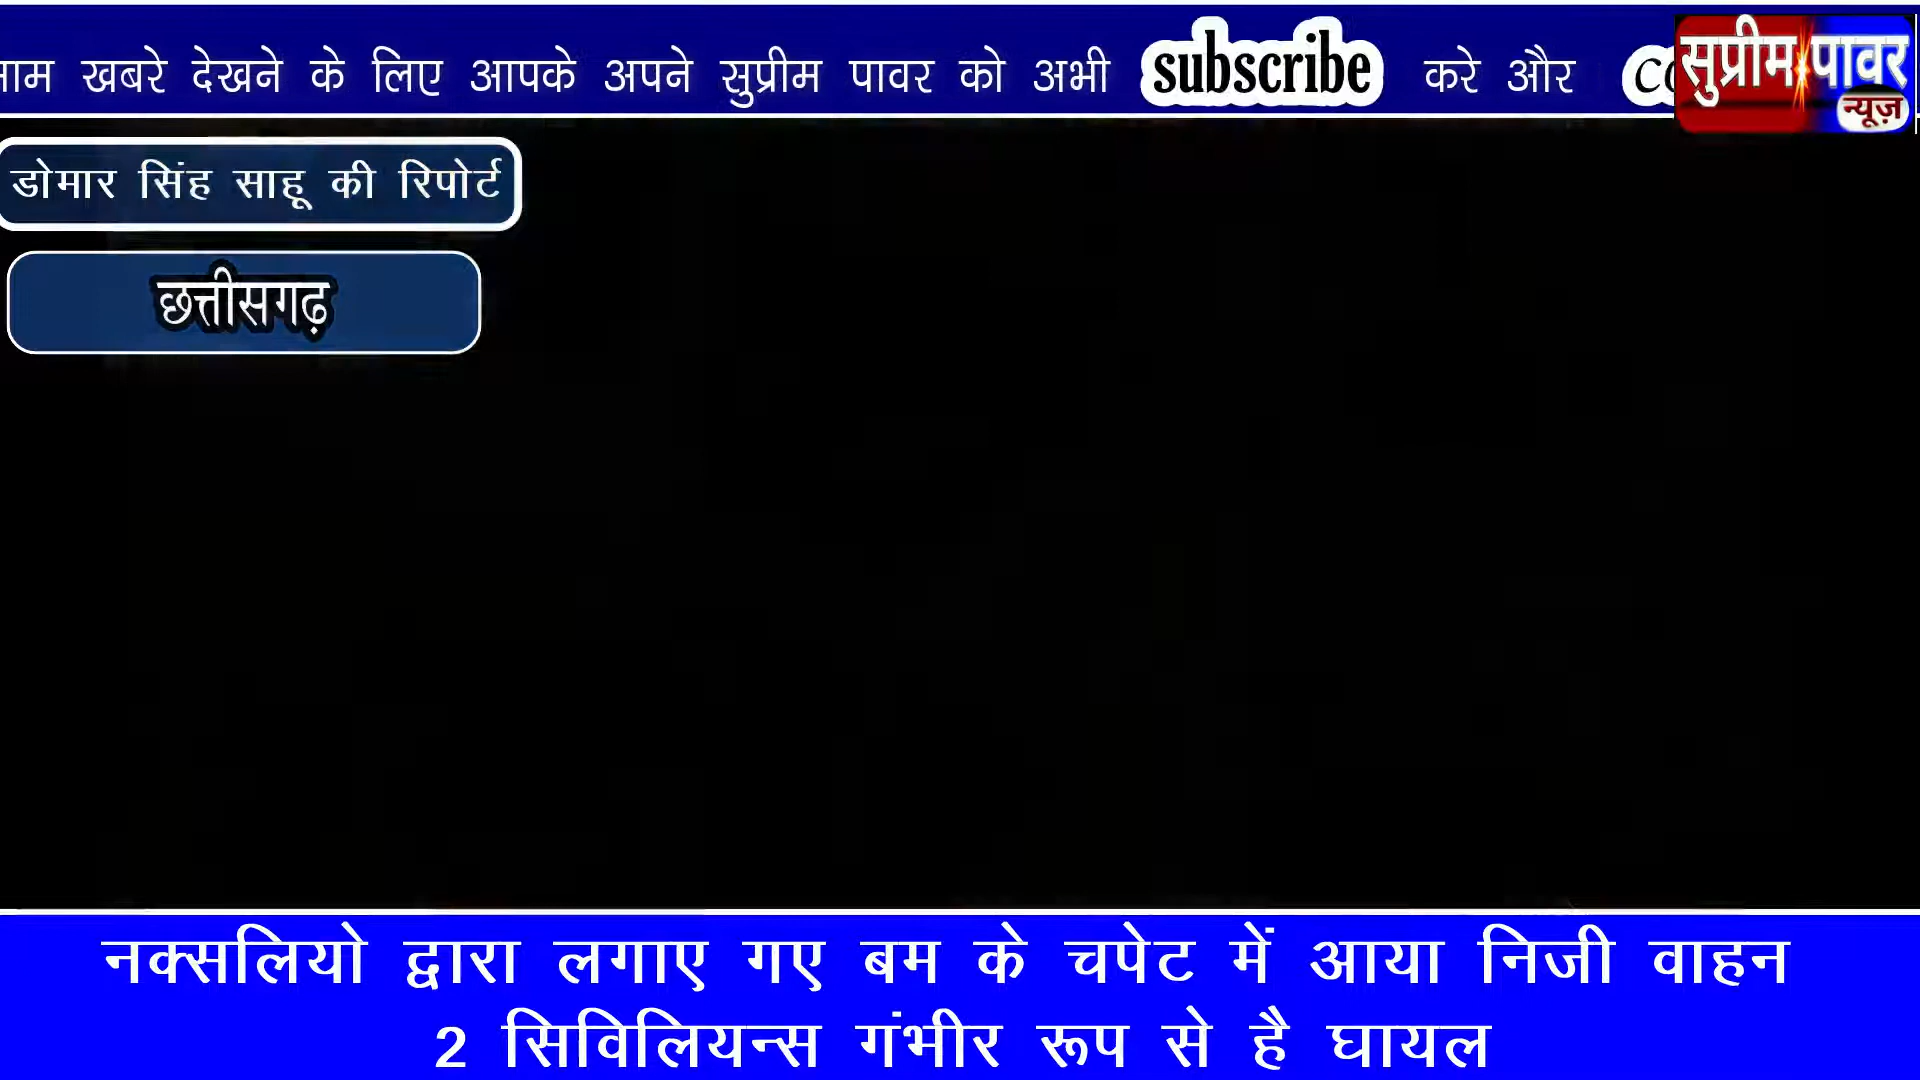 खबरे देखने के लिए आपके अपने सुप्रीम पावर को अभी subscribe करे और
सुप्रीम पावर
न्यूज़
डोमार सिंह साहू की रिपोर्ट
छत्तीसगढ़
नक्सलियो द्वारा लगाए गए बम के चपेट में आया निजी वाहन
2 सिविलियन्स गंभीर रूप से है घायल